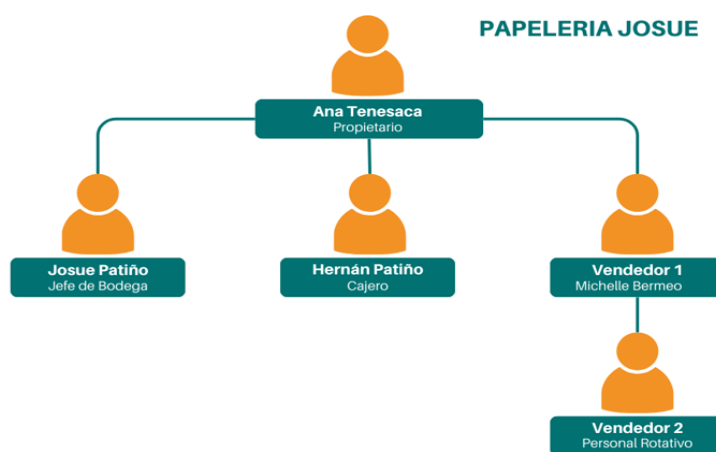 PAPELERIA JOSUE
Ana Tenesaca
Propietario
Josue Patiño
Jefe de Bodega
Hernán Patiño
Cajero
Vendedor 1
Michelle Bermeo
Vendedor 2
Personal Rotativo